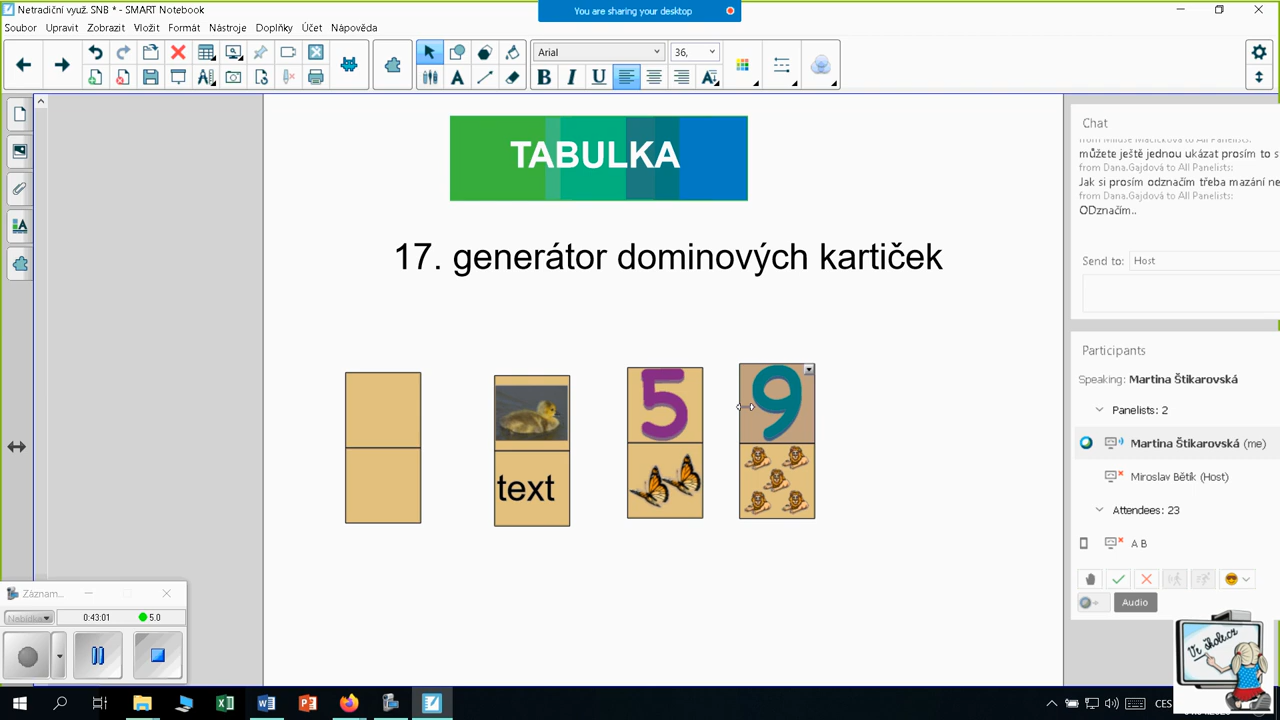 Netradiční využ. SNB * - SMART Notebook
You are sharing your desktop
Soubor Upravit Zobrazit Vložit Formát Nástroje Doplňky Účet Nápověda
Arial
36,
B I U
TABULKA
17. generátor dominových kartiček
5
9
text
Chat
můžete ještě jednou ukázat prosím to s
from Dana.Gajdová to All Panelists:
Jak si prosím odznačím třeba mazání ne
from Dana.Gajdová to All Panelists:
ODznačím..
Send to: Host
Participants
Speaking: Martina Štikarovská
Panelists: 2
Martina Štikarovská (me)
Miroslav Bětík (Host)
Attendees: 23
A B
Audio
Ve škole.cz
Záznam...
Nabídka
0:43:01
5.0
CES